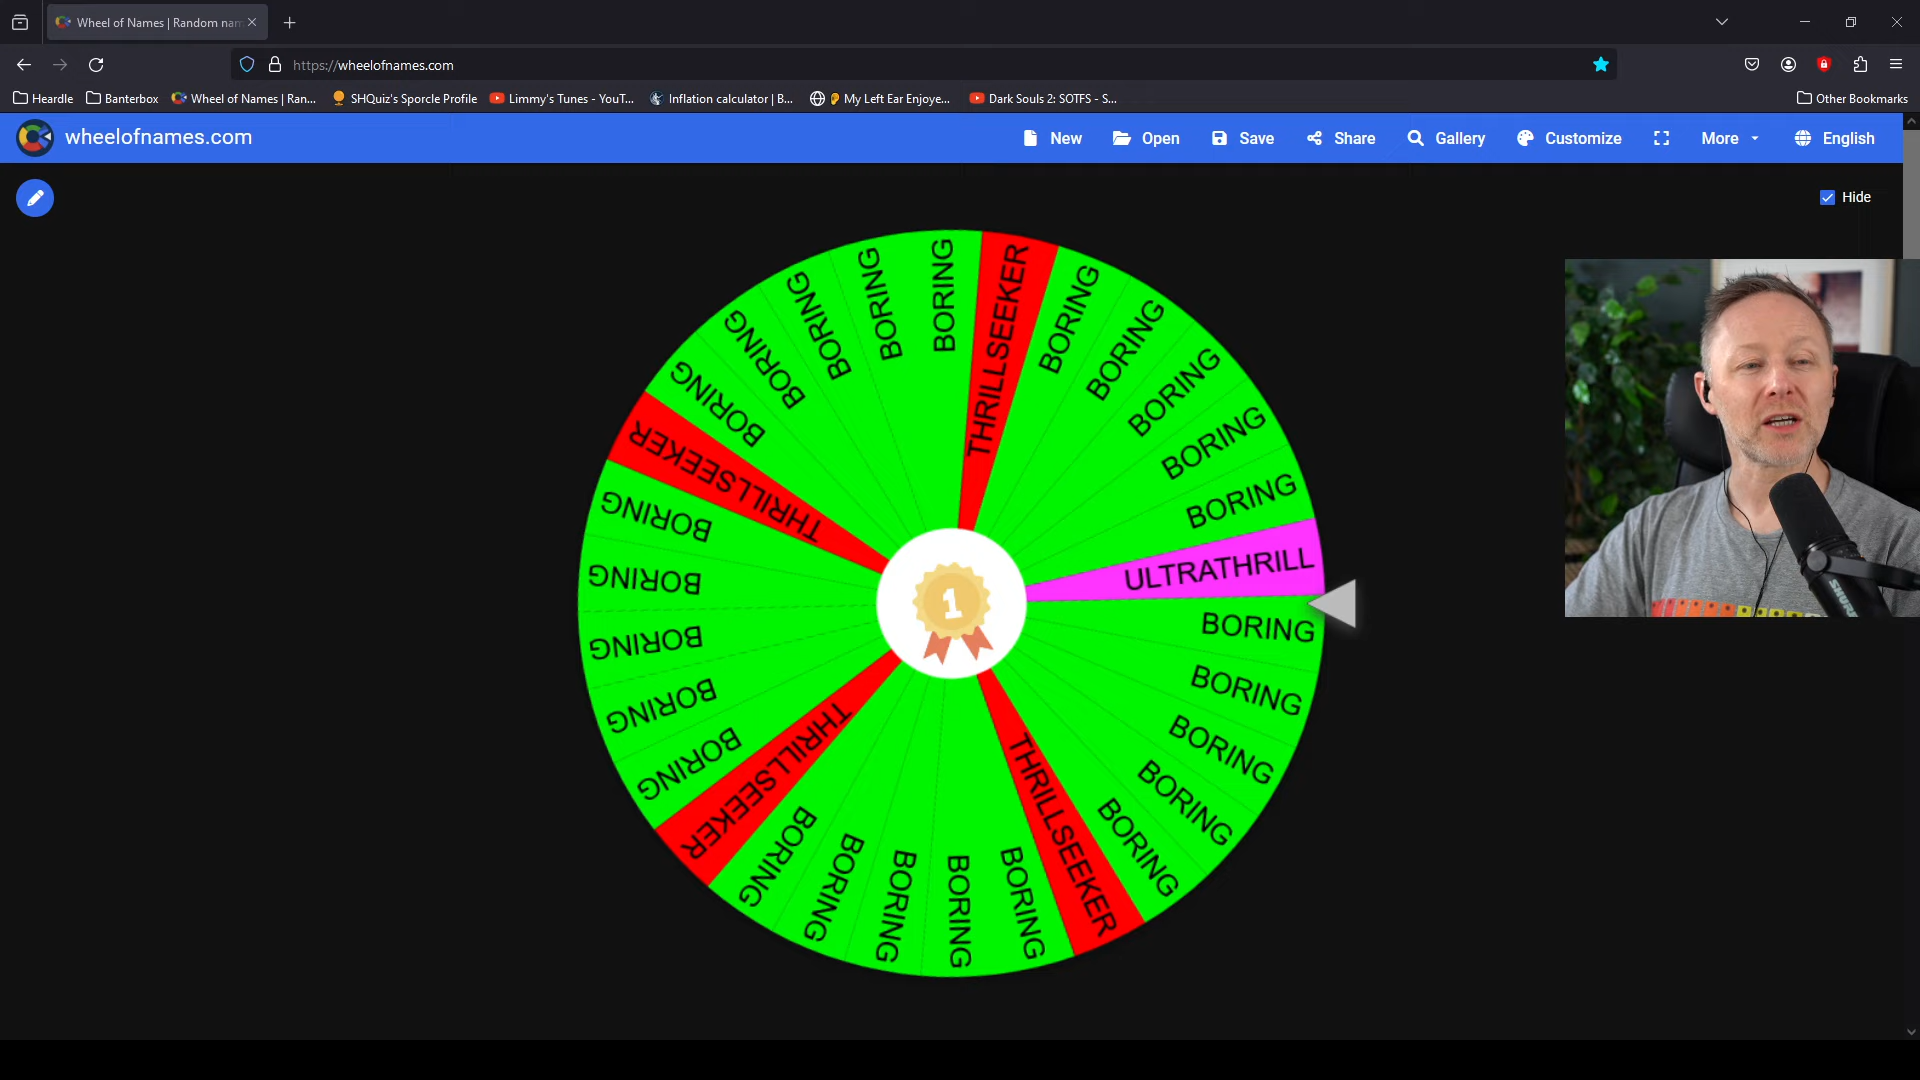 Wheel of Names | Random nam
https://wheelofnames.com
Heardle
Banterbox
Wheel of Names | Ran...
SHQuiz's Sporcle Profile
Limmy's Tunes - YouT...
Inflation calculator | B...
My Left Ear Enjoye...
Dark Souls 2: SOTFS - S...
Other Bookmarks
wheelofnames.com
New
Open
Save
Share
Gallery
Customize
More
English
Hide
BORING
THRILLSEEKER
BORING
BORING
BORING
BORING
BORING
ULTRATHRILL
BORING
BORING
BORING
BORING
BORING
THRILLSEEKER
BORING
BORING
BORING
BORING
BORING
THRILLSEEKER
BORING
BORING
BORING
BORING
BORING
THRILLSEEKER
BORING
BORING
BORING
BORING
1
SHURE